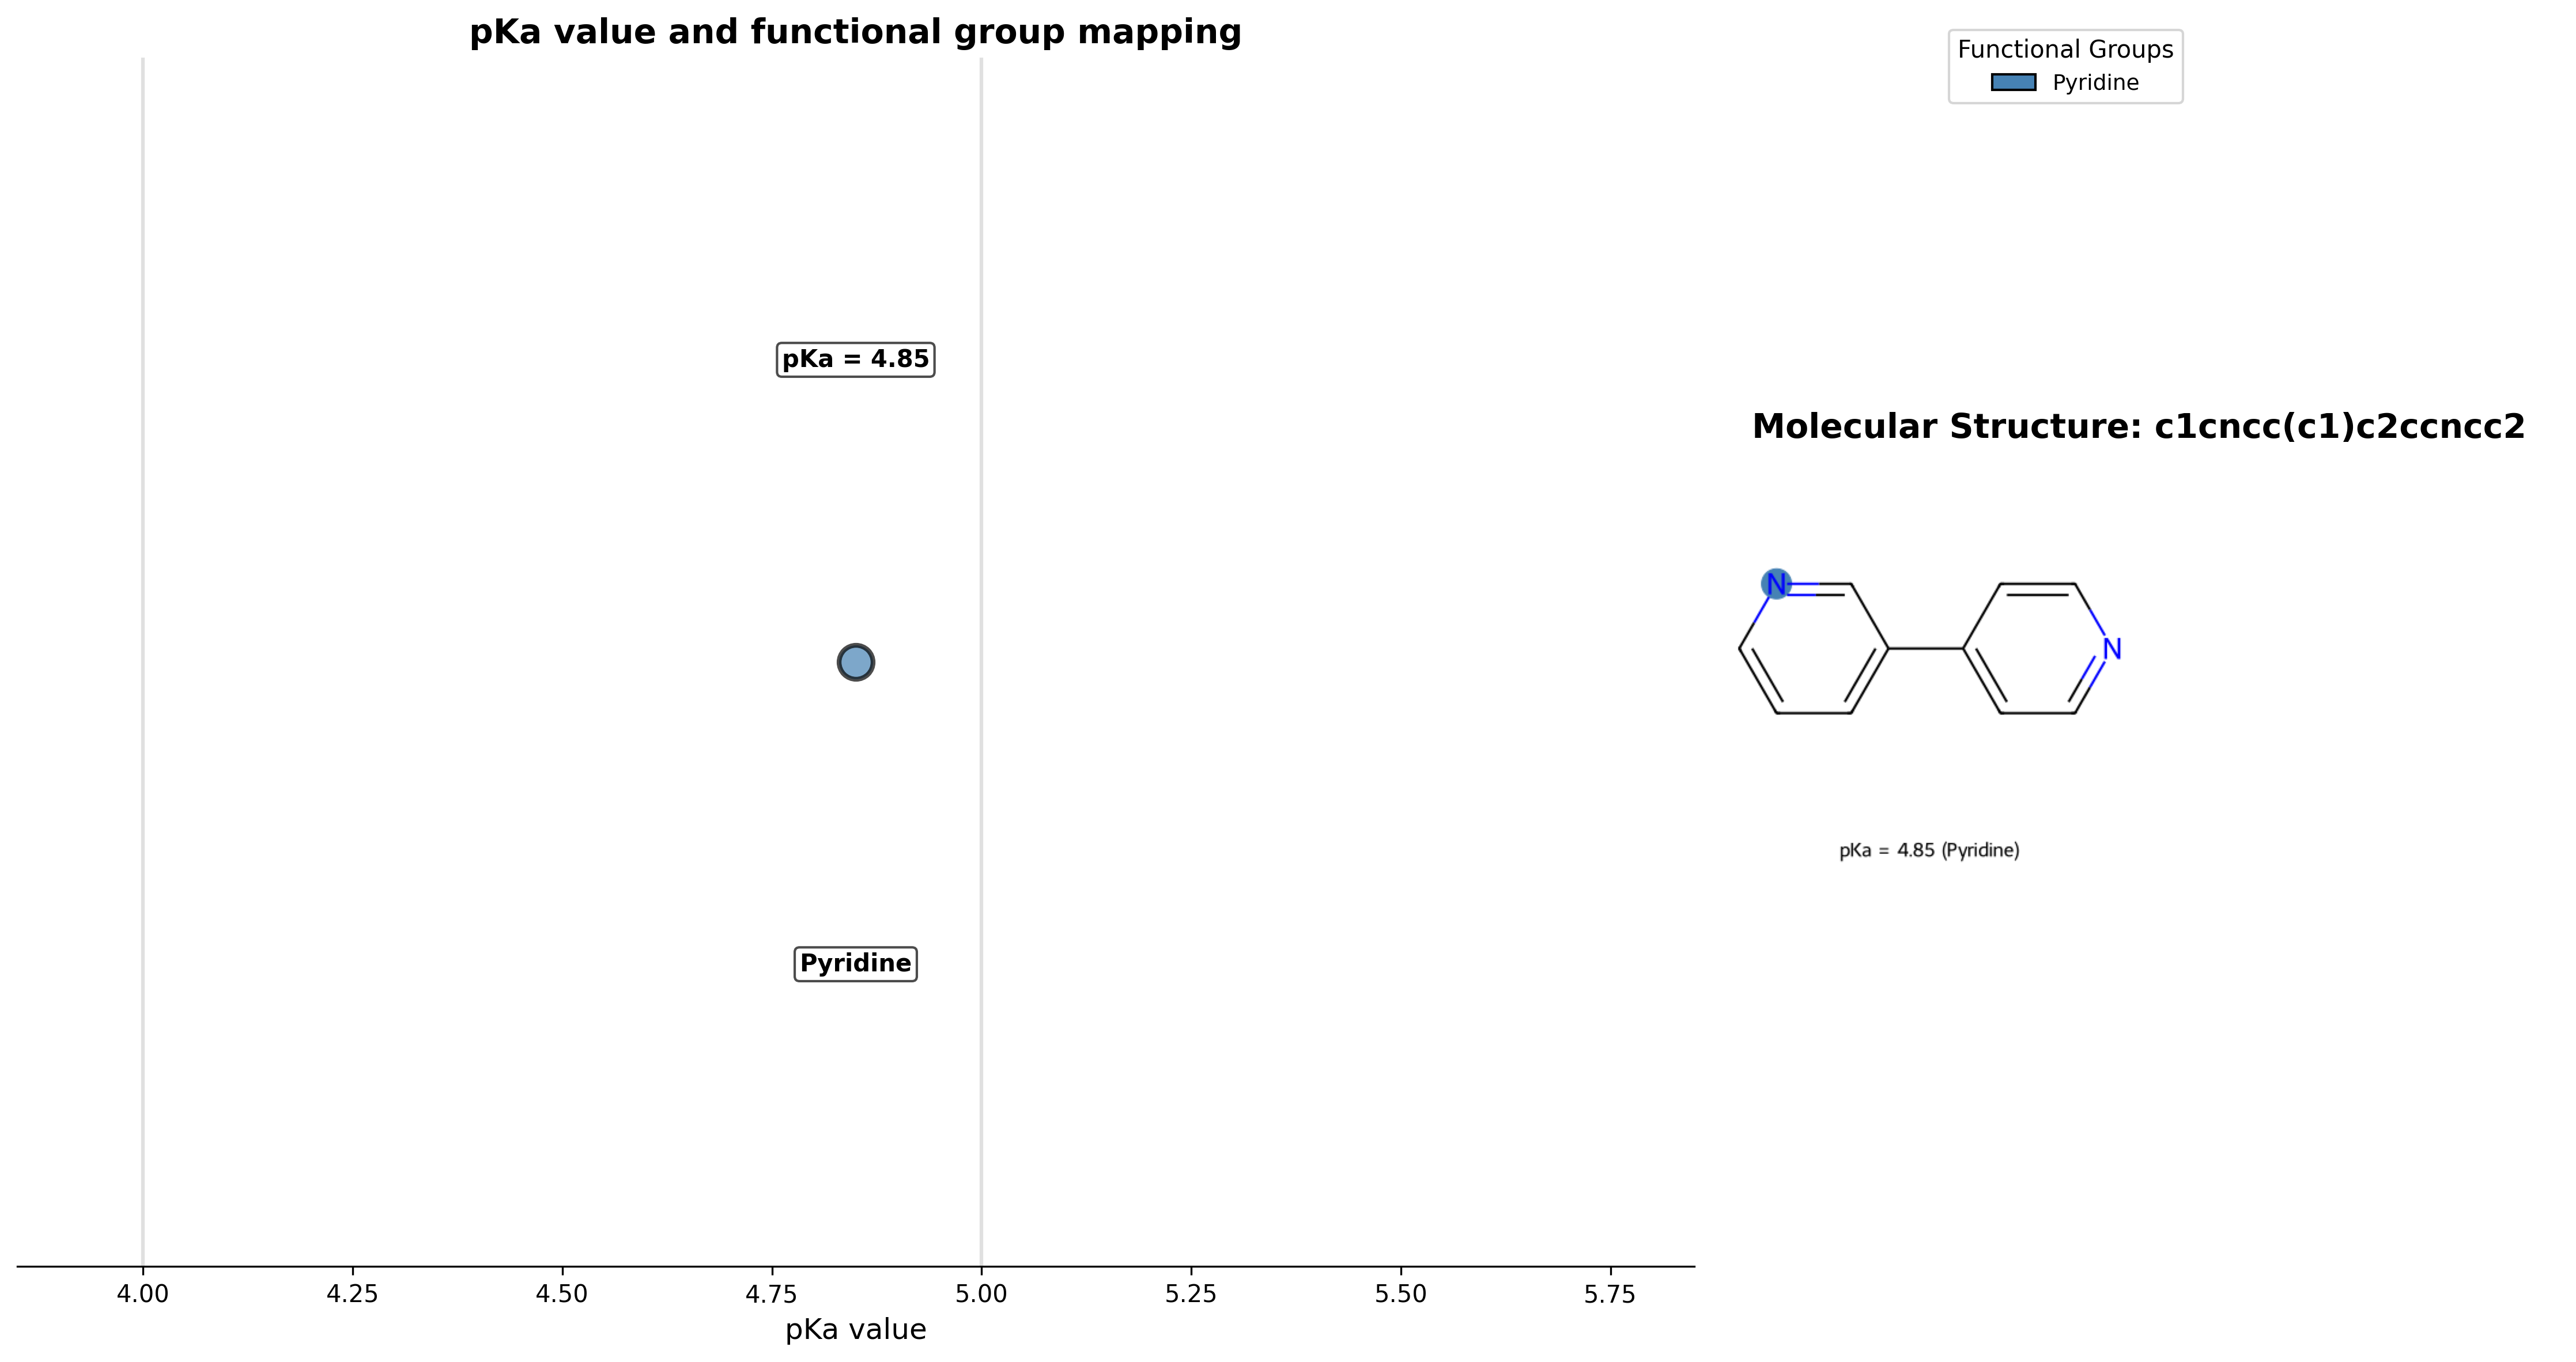 pKa value and functional group mapping
Functional Groups
Pyridine
pKa = 4.85
Pyridine
4.00 4.25 4.50 4.75 5.00 5.25 5.50 5.75
pKa value
Molecular Structure: c1cncc(c1)c2ccncc2
N
N
pKa = 4.85 (Pyridine)